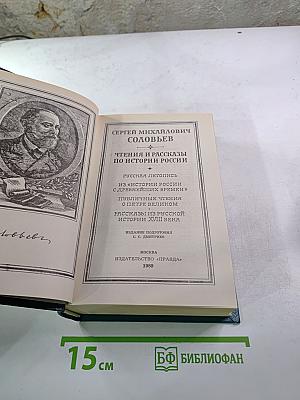 СЕРГЕЙ МИХАЙЛОВИЧ
СОЛОВЬЕВ
ЧТЕНИЯ И РАССКАЗЫ
ПО ИСТОРИИ РОССИИ
РУССКАЯ ЛЕТОПИСЬ
ИЗ «ИСТОРИИ РОССИИ
С ДРЕВНЕЙШИХ ВРЕМЕН»
ПУБЛИЧНЫЕ ЧТЕНИЯ
О ПЕТРЕ ВЕЛИКОМ
РАССКАЗЫ ИЗ РУССКОЙ
ИСТОРИИ XVIII ВЕКА
ИЗДАНИЕ ПОДГОТОВИЛ
С. С. ДМИТРИЕВ
МОСКВА
ИЗДАТЕЛЬСТВО «ПРАВДА»
1989
15 СМ
БФ БИБЛИОФАН